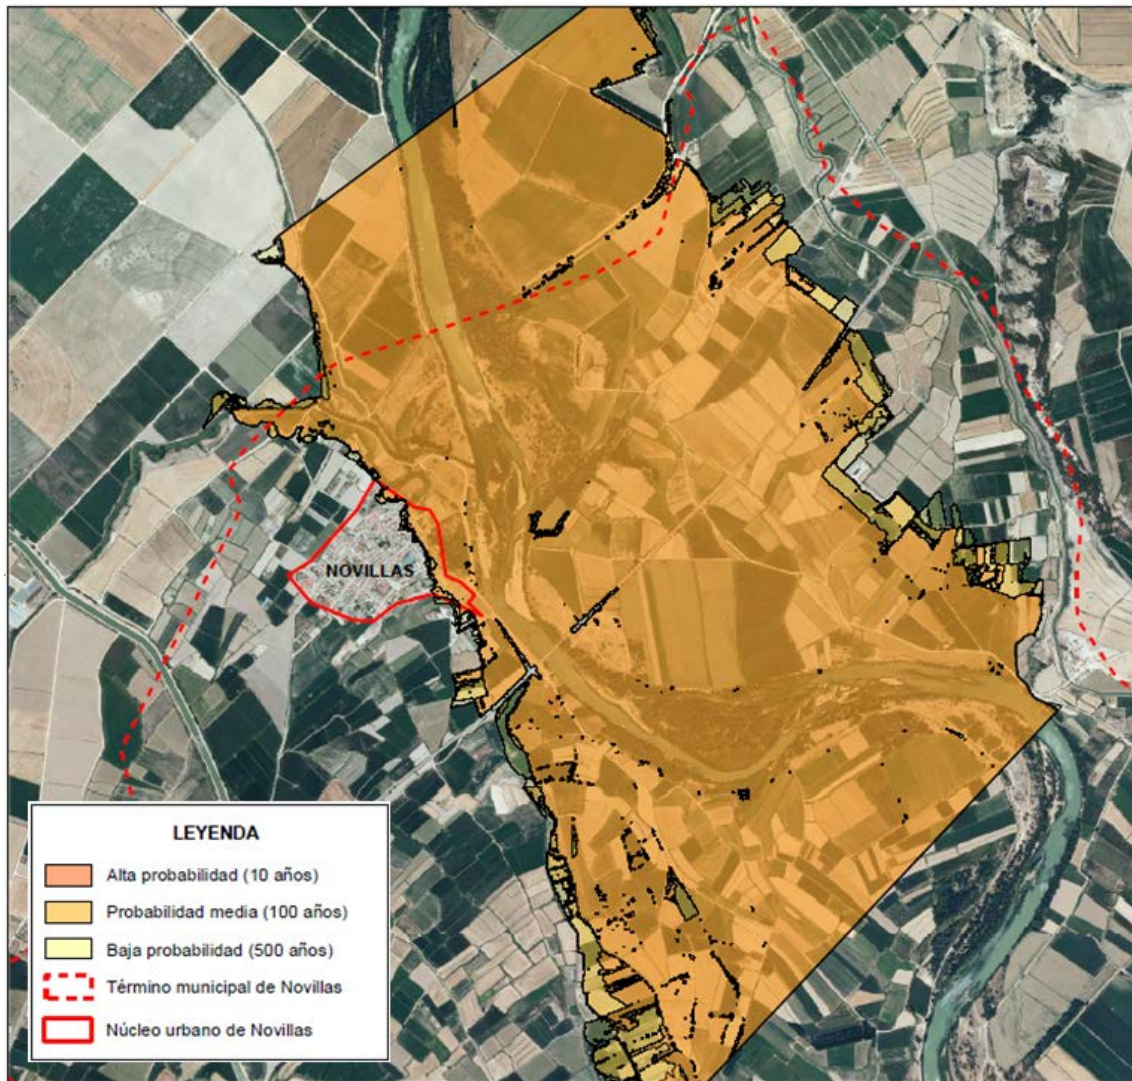 NOVILLAS
LEYENDA
Alta probabilidad (10 años)
Probabilidad media (100 años)
Baja probabilidad (500 años)
Término municipal de Novillas
Núcleo urbano de Novillas